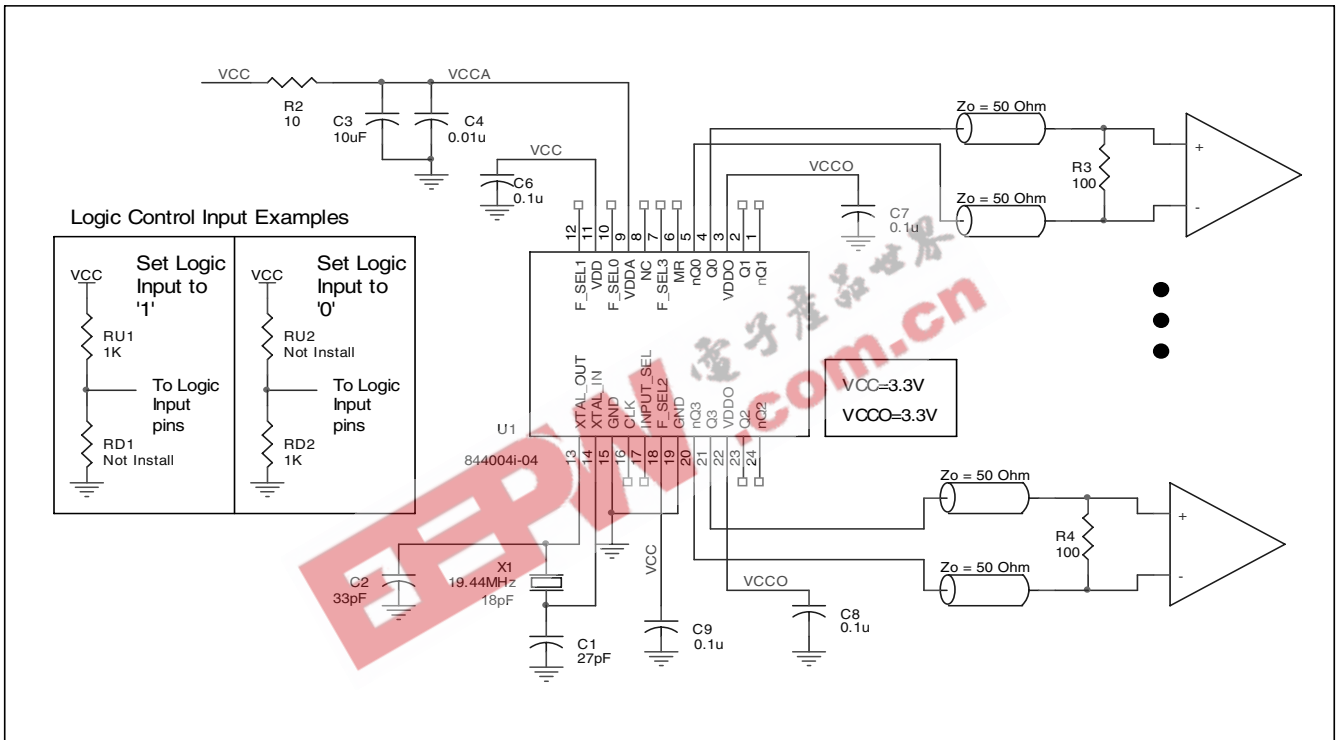 VCC
R2
10
VCCA
C3
10uF
C4
0.01u
VCC
C6
0.1u
Zo = 50 Ohm
Zo = 50 Ohm
R3
100
+
-
VCCO
C7
0.1u
Logic Control Input Examples
VCC
Set Logic
Input to
'1'
RU1
1K
To Logic
Input
pins
RD1
Not Install
VCC
Set Logic
Input to
'0'
RU2
Not Install
To Logic
Input
pins
RD2
1K
12
11
10
9
8
7
6
5
4
3
2
1
F_SEL1
VDD
F_SEL0
VDDA
NC
F_SEL3
MR
nQ0
Q0
VDDO
Q1
nQ1
XTAL_OUT
XTAL_IN
GND
CLK
INPUT_SEL
F_SEL2
GND
nQ3
Q3
VDDO
Q2
nQ2
U1
844004i-04
13
14
15
16
17
18
19
20
21
22
23
24
VCC=3.3V
VCCO=3.3V
C2
33pF
X1
19.44MHz
18pF
C1
27pF
VCC
C9
0.1u
VCCO
C8
0.1u
Zo = 50 Ohm
Zo = 50 Ohm
R4
100
+
-
EEPW
.com.cn
電子產品世界